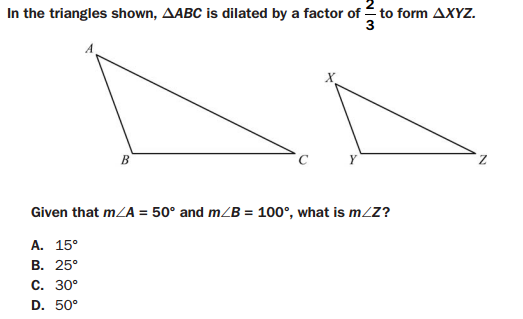 In the triangles shown, ΔABC is dilated by a factor of 2/3 to form ΔXYZ.
A
X
B
C
Y
Z
Given that m∠A = 50° and m∠B = 100°, what is m∠Z?
A. 15°
B. 25°
C. 30°
D. 50°